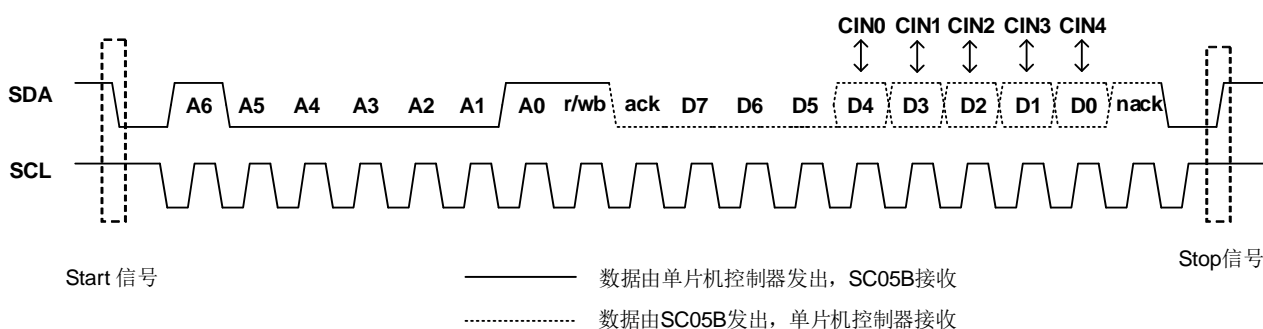 CIN0 CIN1 CIN2 CIN3 CIN4
SDA A6 A5 A4 A3 A2 A1 A0 r/wb ack D7 D6 D5 D4 D3 D2 D1 D0 nack
SCL
Start 信号
Stop信号
数据由单片机控制器发出，SC05B接收
数据由SC05B发出，单片机控制器接收